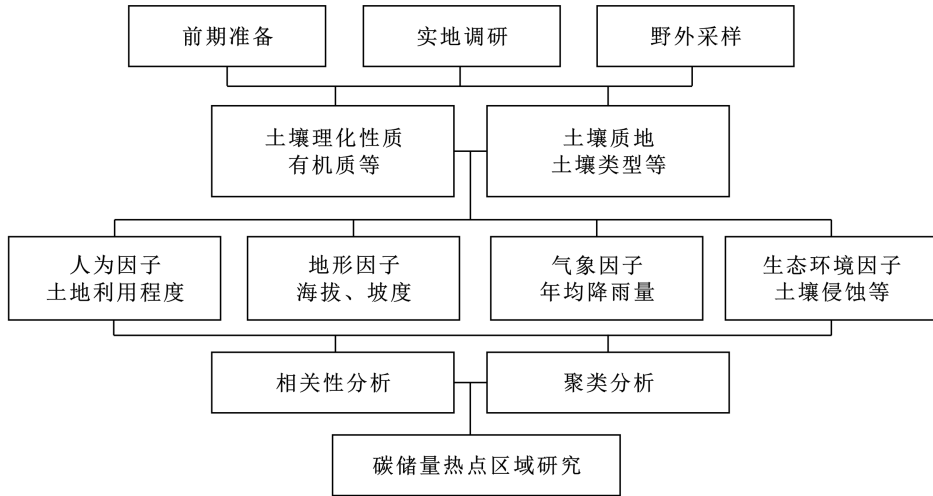 前期准备
实地调研
野外采样
土壤理化性质
有机质等
土壤质地
土壤类型等
人为因子
土地利用程度
地形因子
海拔、坡度
气象因子
年均降雨量
生态环境因子
土壤侵蚀等
相关性分析
聚类分析
碳储量热点区域研究